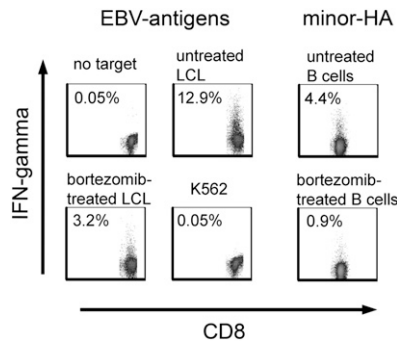 EBV-antigens
minor-HA
no target
0.05%
untreated
LCL
12.9%
untreated
B cells
4.4%
IFN-gamma
bortezomib-
treated LCL
3.2%
K562
0.05%
bortezomib-
treated B cells
0.9%
CD8